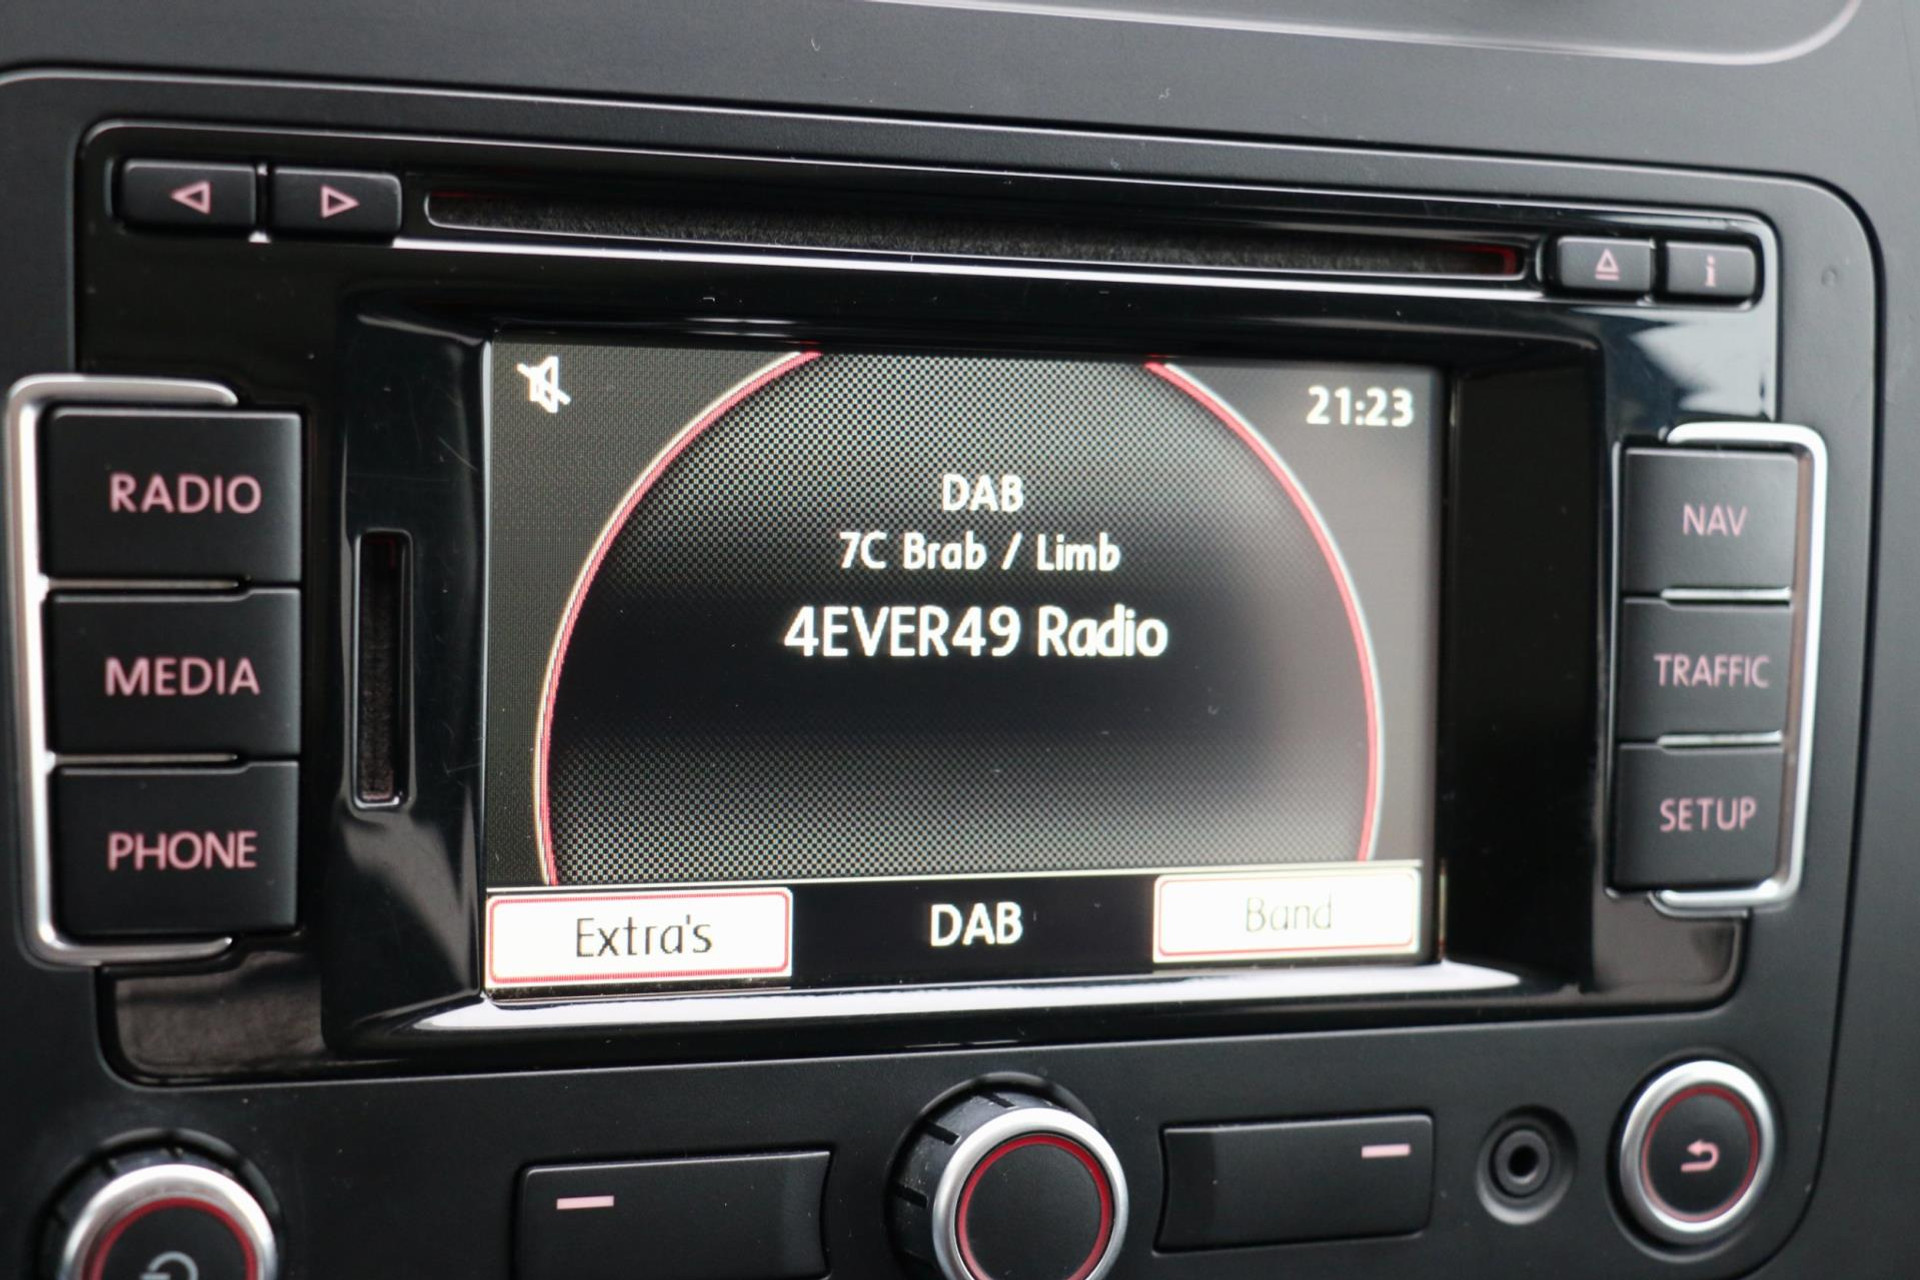 21:23
DAB
7C Brab / Limb
4EVER49 Radio
Extra's
DAB
Band
RADIO
MEDIA
PHONE
NAV
TRAFFIC
SETUP
i